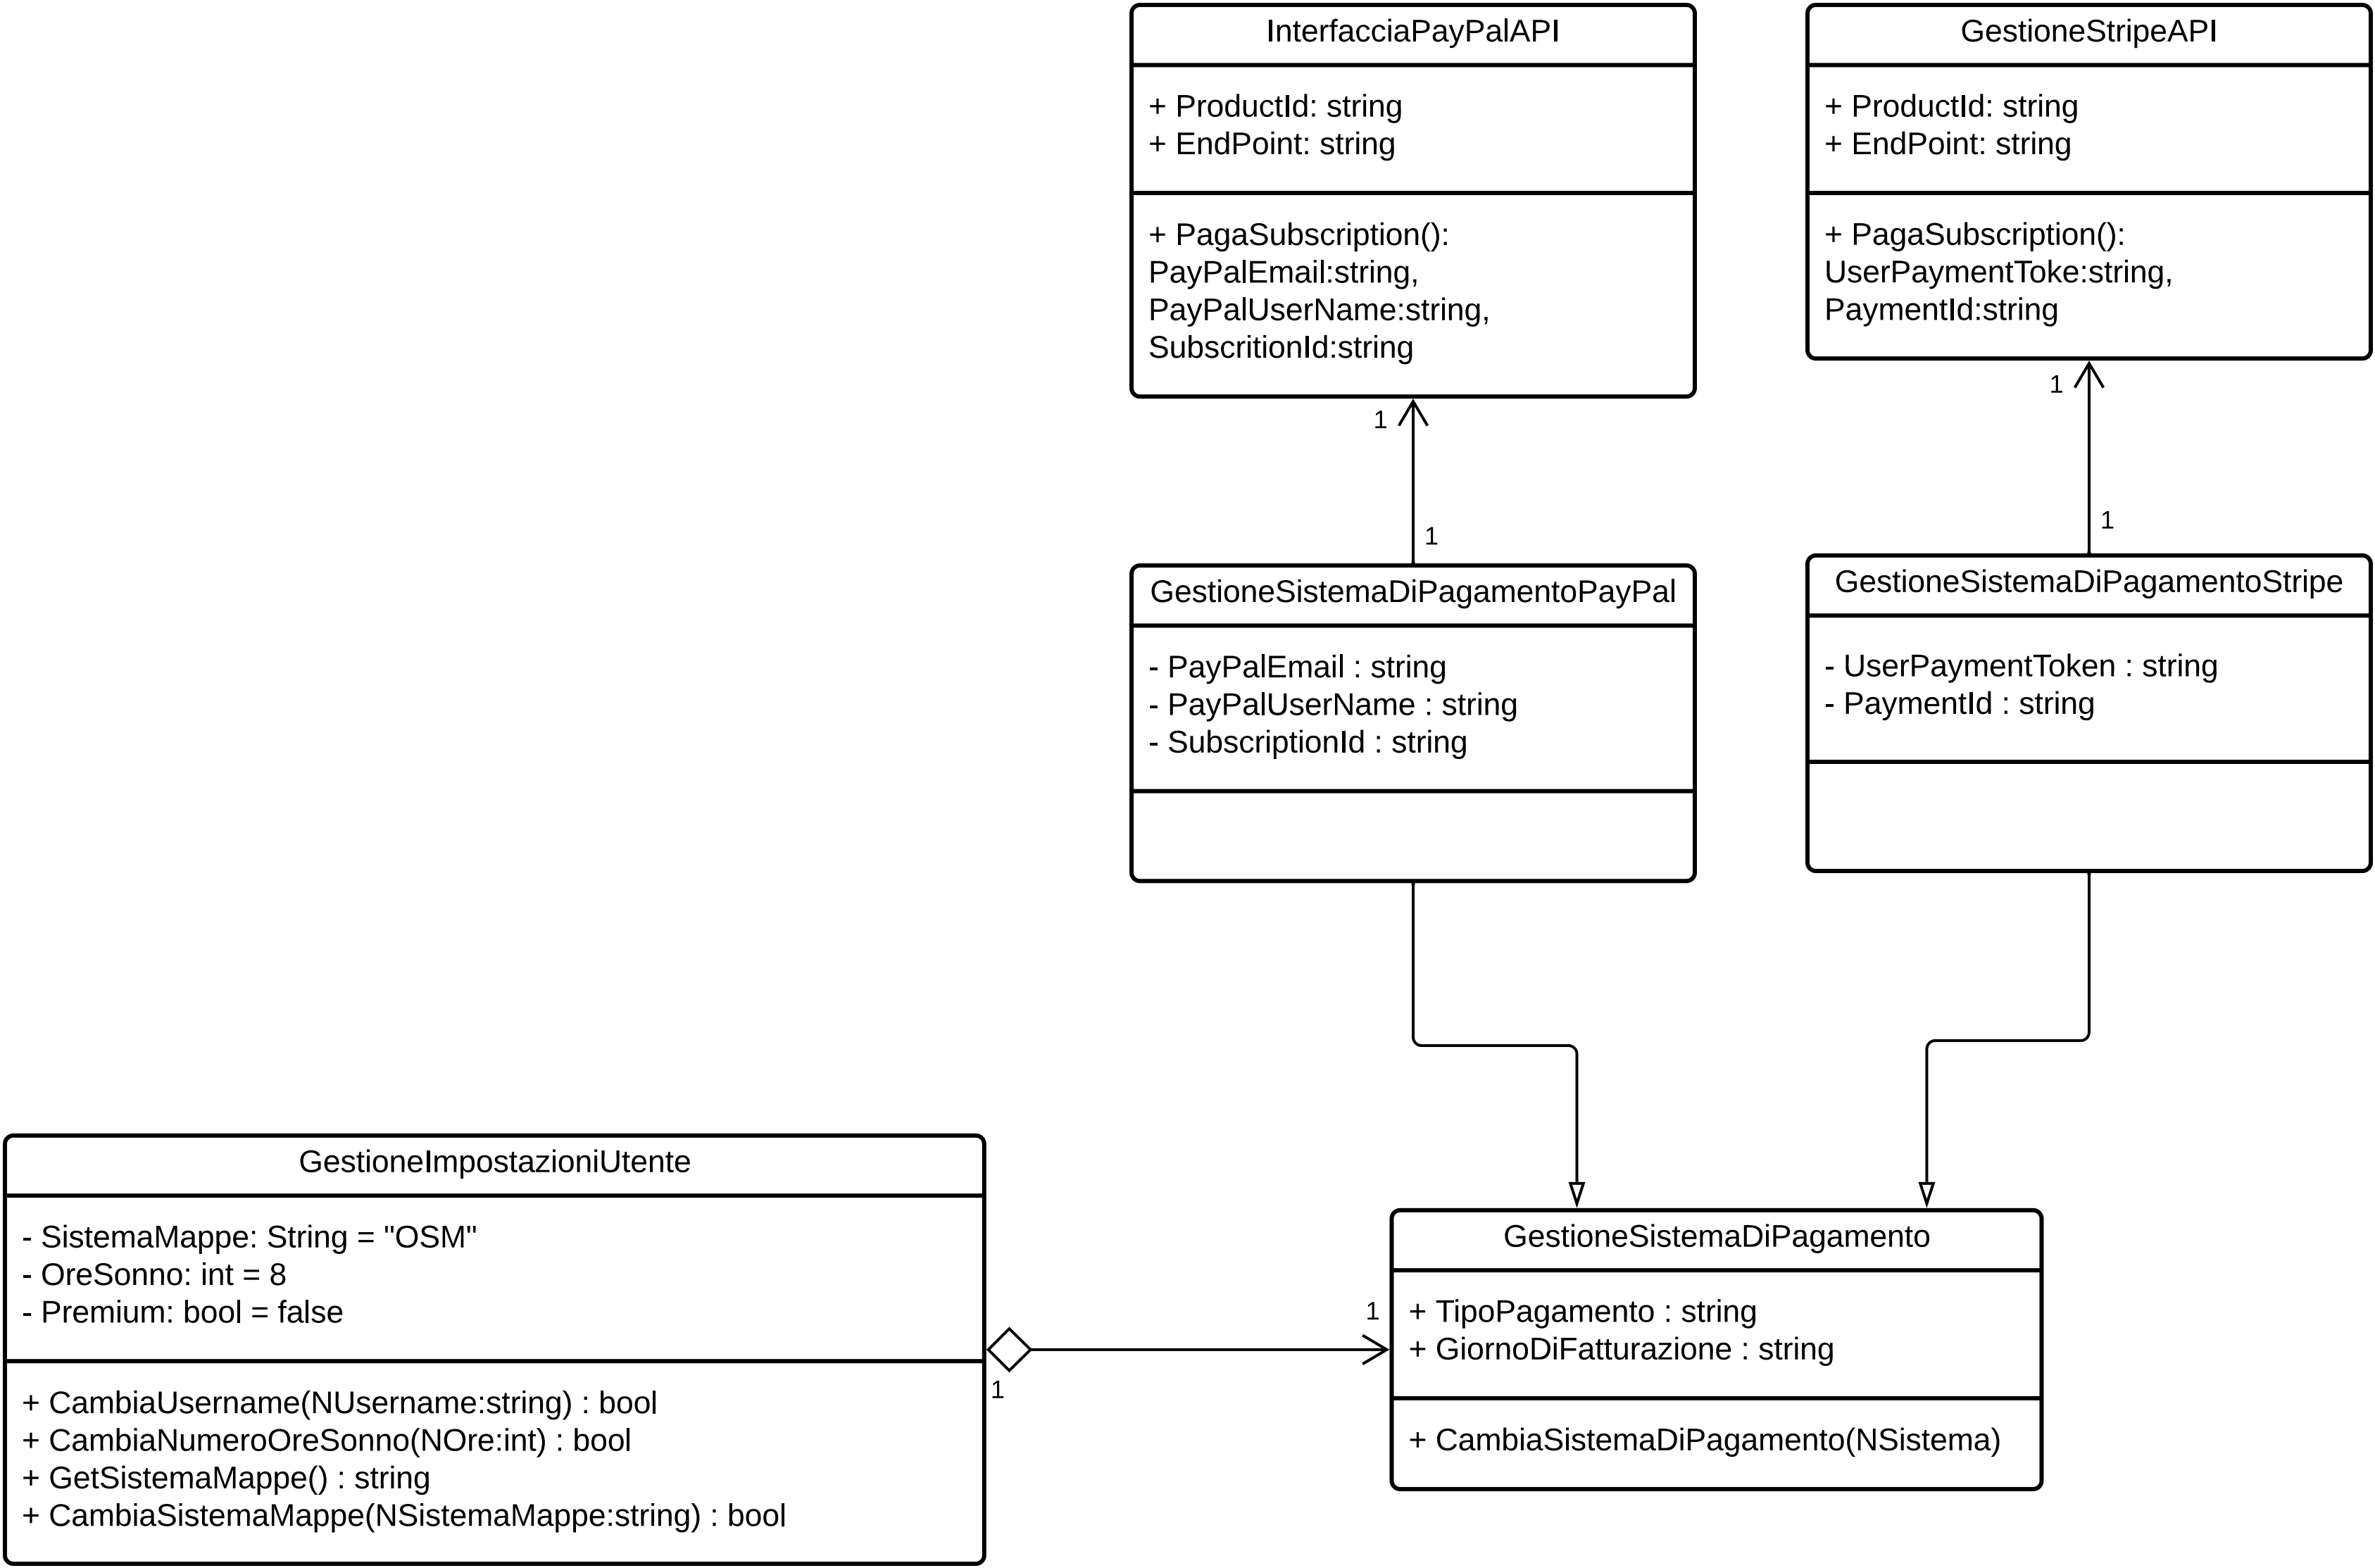 InterfacciaPayPalAPI
+ ProductId: string
+ EndPoint: string
+ PagaSubscription():
PayPalEmail:string,
PayPalUserName:string,
SubscritionId:string
1
1
GestioneStripeAPI
+ ProductId: string
+ EndPoint: string
+ PagaSubscription():
UserPaymentToke:string,
PaymentId:string
1
1
GestioneSistemaDiPagamentoPayPal
- PayPalEmail : string
- PayPalUserName : string
- SubscriptionId : string
GestioneSistemaDiPagamentoStripe
- UserPaymentToken : string
- PaymentId : string
GestioneImpostazioniUtente
- SistemaMappe: String = "OSM"
- OreSonno: int = 8
- Premium: bool = false
+ CambiaUsername(NUsername:string) : bool
+ CambiaNumeroOreSonno(NOre:int) : bool
+ GetSistemaMappe() : string
+ CambiaSistemaMappe(NSistemaMappe:string) : bool
1
1
GestioneSistemaDiPagamento
+ TipoPagamento : string
+ GiornoDiFatturazione : string
+ CambiaSistemaDiPagamento(NSistema)